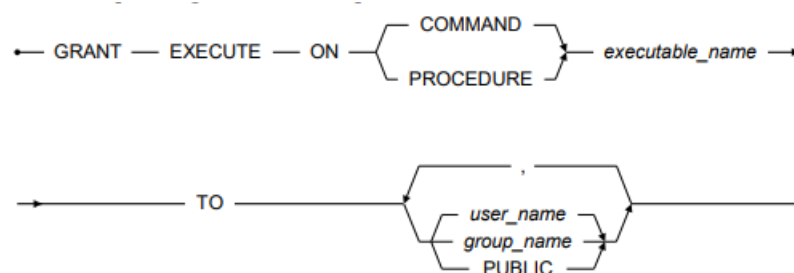 COMMAND
GRANT EXECUTE ON executable_name
PROCEDURE
,
TO
user_name
group_name
PUBLIC